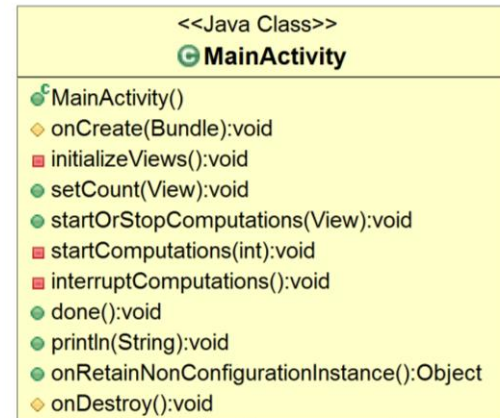 <<Java Class>>
C MainActivity
C MainActivity()
onCreate(Bundle):void
initializeViews():void
setCount(View):void
startOrStopComputations(View):void
startComputations(int):void
interruptComputations():void
done():void
println(String):void
onRetainNonConfigurationInstance():Object
onDestroy():void